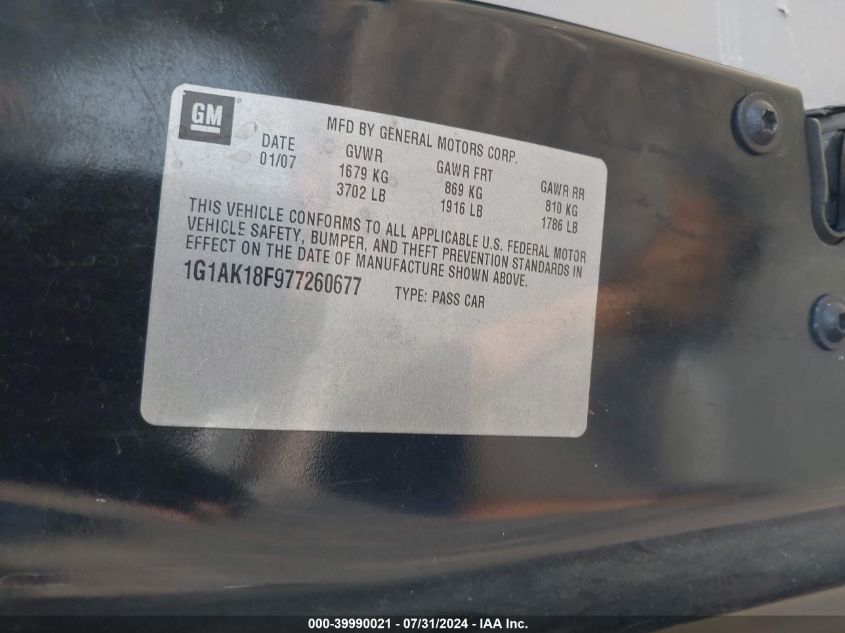 GM
MFD BY GENERAL MOTORS CORP.
DATE GVWR GAWR FRT GAWR RR
01/07 1679 KG 869 KG 810 KG
3702 LB 1916 LB 1786 LB
THIS VEHICLE CONFORMS TO ALL APPLICABLE U.S. FEDERAL MOTOR
VEHICLE SAFETY, BUMPER, AND THEFT PREVENTION STANDARDS IN
EFFECT ON THE DATE OF MANUFACTURE SHOWN ABOVE.
1G1AK18F977260677 TYPE: PASS CAR
000-39990021 - 07/31/2024 - IAA Inc.